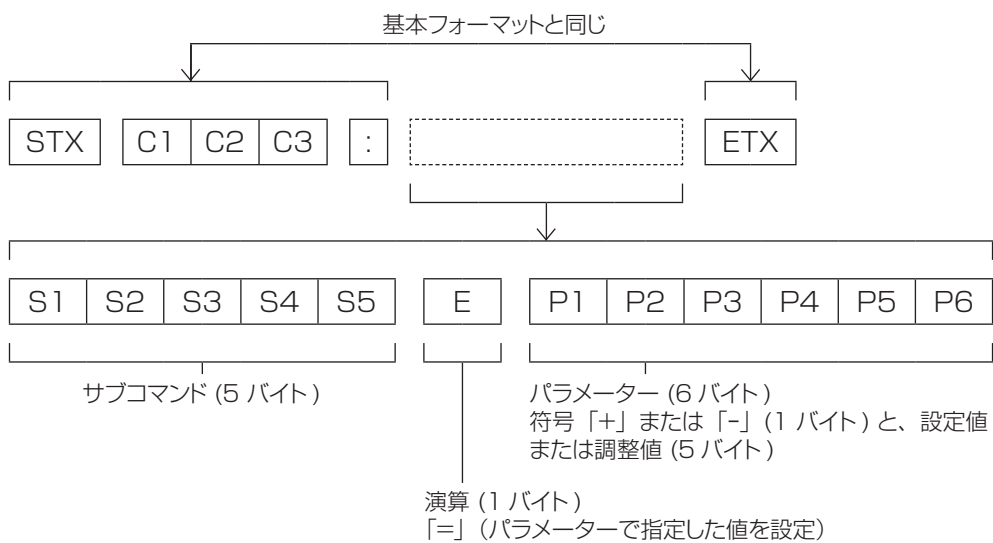 基本フォーマットと同じ
STX C1 C2 C3 : ETX
S1 S2 S3 S4 S5 E P1 P2 P3 P4 P5 P6
サブコマンド (5 バイト )
パラメーター (6 バイト )
符号「+」または「-」(1 バイト ) と、設定値
または調整値 (5 バイト )
演算 (1 バイト )
「=」(パラメーターで指定した値を設定)